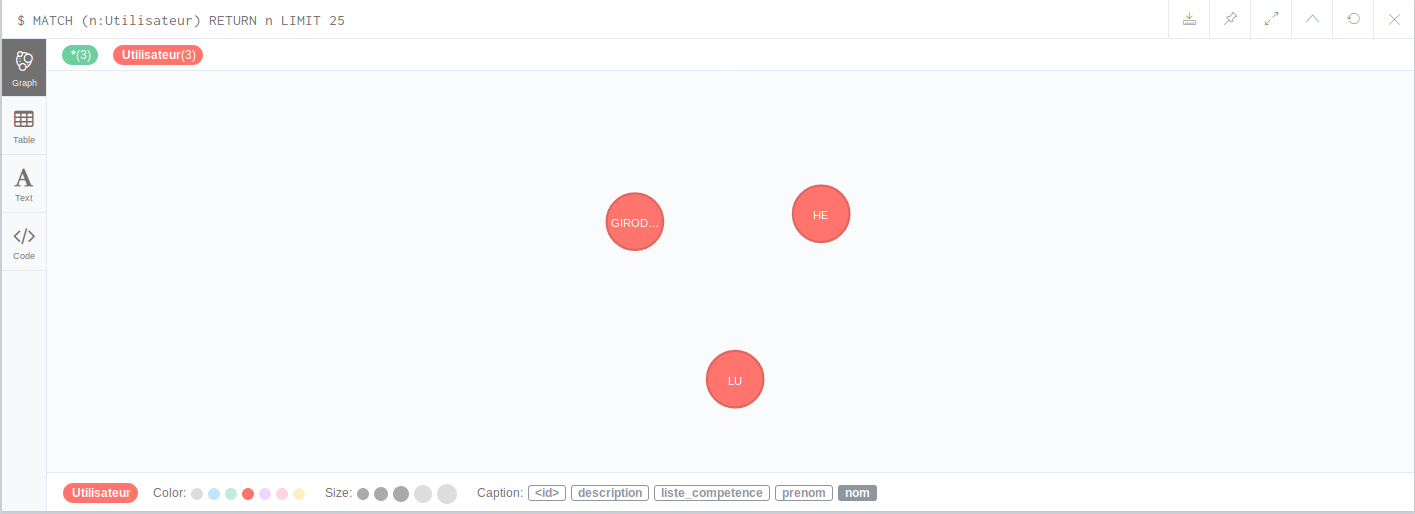 $ MATCH (n:Utilisateur) RETURN n LIMIT 25
*(3) Utilisateur(3)
Graph
Table
A
Text
Code
GIROD...
HE
LU
Utilisateur Color: Size: Caption: <id> description liste_competence prenom nom